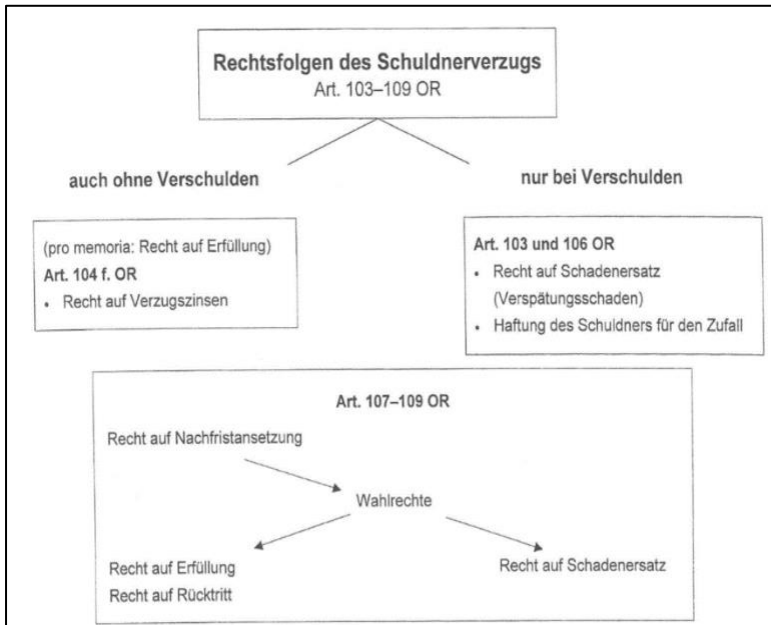 Rechtsfolgen des Schuldnerverzugs
Art. 103–109 OR
auch ohne Verschulden
nur bei Verschulden
(pro memoria: Recht auf Erfüllung)
Art. 104 f. OR
• Recht auf Verzugszinsen
Art. 103 und 106 OR
• Recht auf Schadenersatz
(Verspätungsschaden)
• Haftung des Schuldners für den Zufall
Art. 107–109 OR
Recht auf Nachfristansetzung
Wahlrechte
Recht auf Erfüllung
Recht auf Rücktritt
Recht auf Schadenersatz